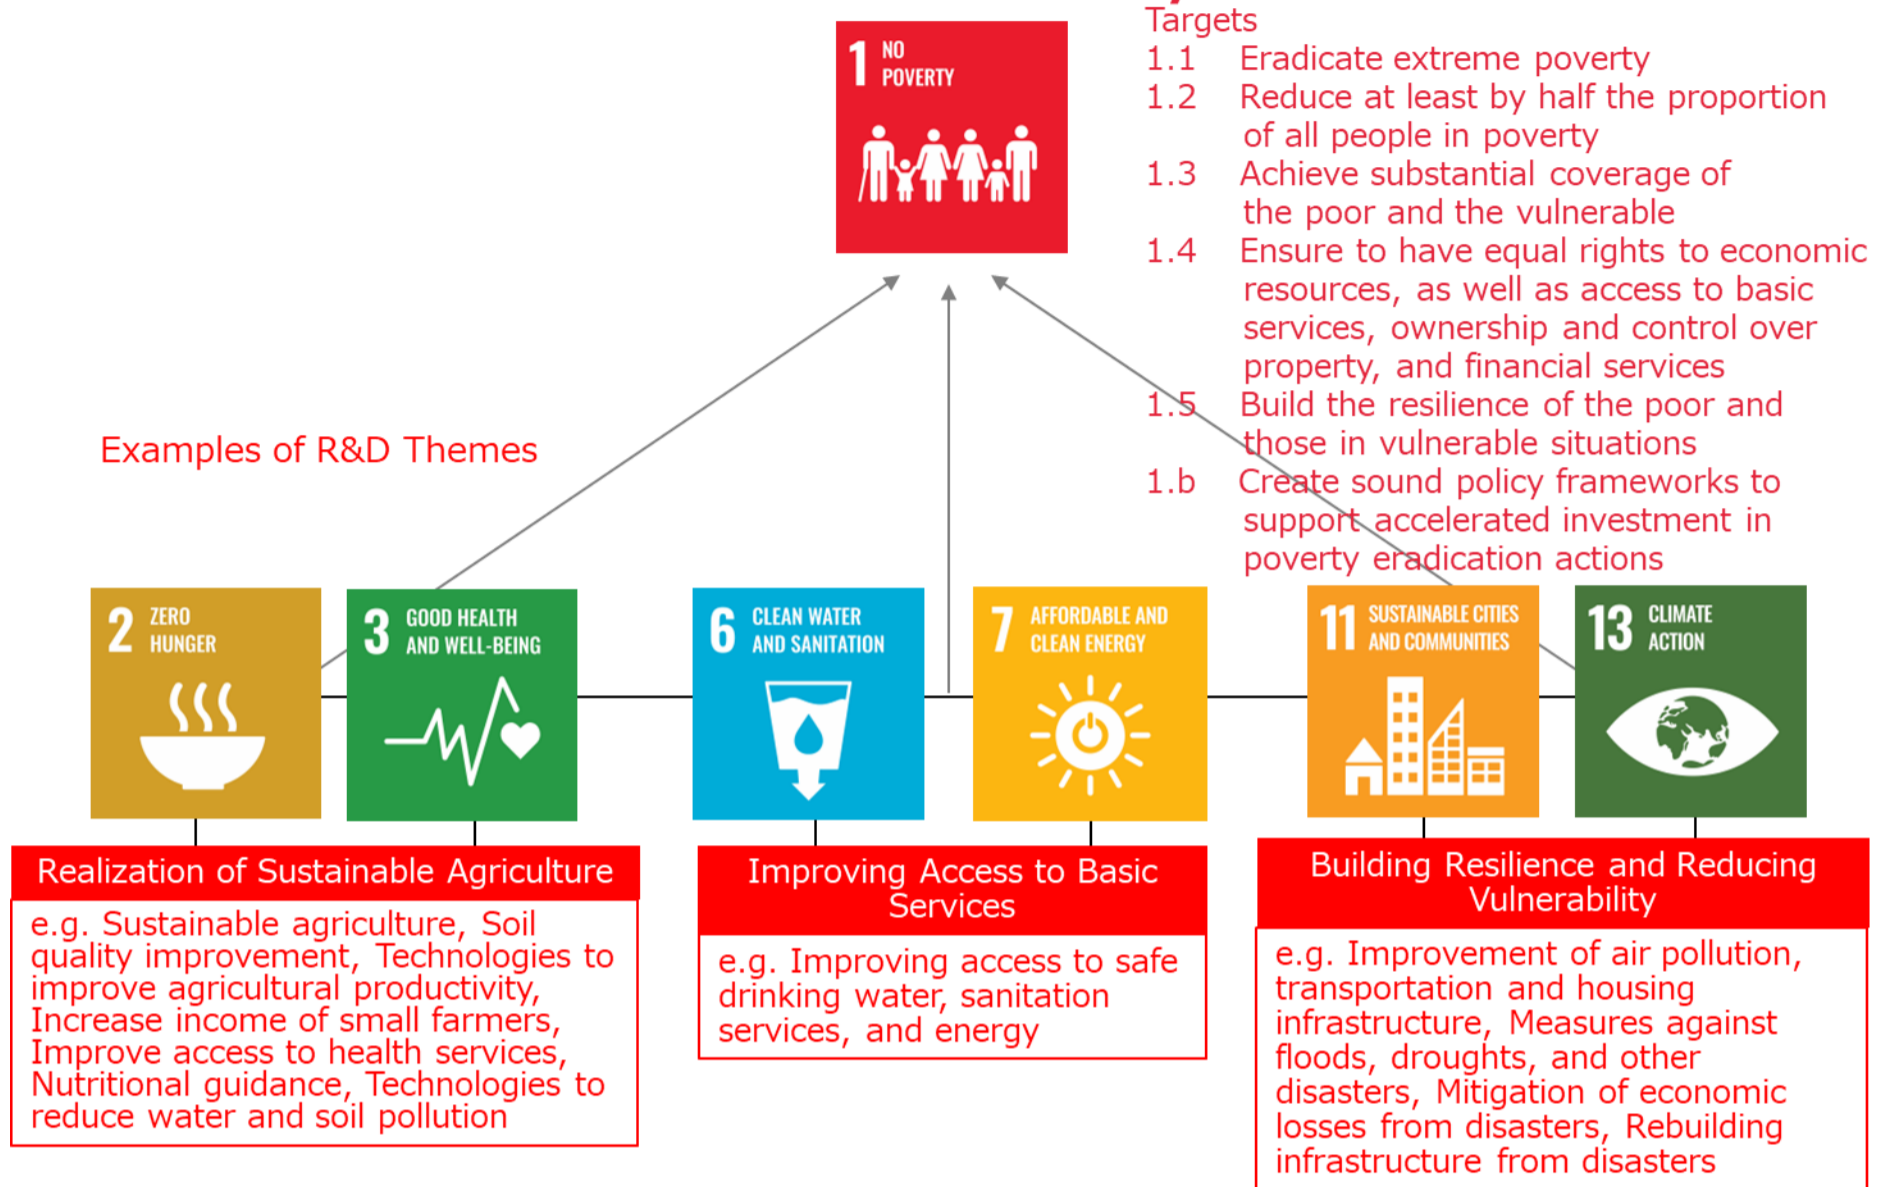 1 NO
POVERTY
Targets
1.1 Eradicate extreme poverty
1.2 Reduce at least by half the proportion
of all people in poverty
1.3 Achieve substantial coverage of
the poor and the vulnerable
1.4 Ensure to have equal rights to economic
resources, as well as access to basic
services, ownership and control over
property, and financial services
1.5 Build the resilience of the poor and
those in vulnerable situations
1.b Create sound policy frameworks to
support accelerated investment in
poverty eradication actions
Examples of R&D Themes
2 ZERO
HUNGER
3 GOOD HEALTH
AND WELL-BEING
6 CLEAN WATER
AND SANITATION
7 AFFORDABLE AND
CLEAN ENERGY
11 SUSTAINABLE CITIES
AND COMMUNITIES
13 CLIMATE
ACTION
Realization of Sustainable Agriculture
e.g. Sustainable agriculture, Soil
quality improvement, Technologies to
improve agricultural productivity,
Increase income of small farmers,
Improve access to health services,
Nutritional guidance, Technologies to
reduce water and soil pollution
Improving Access to Basic
Services
e.g. Improving access to safe
drinking water, sanitation
services, and energy
Building Resilience and Reducing
Vulnerability
e.g. Improvement of air pollution,
transportation and housing
infrastructure, Measures against
floods, droughts, and other
disasters, Mitigation of economic
losses from disasters, Rebuilding
infrastructure from disasters